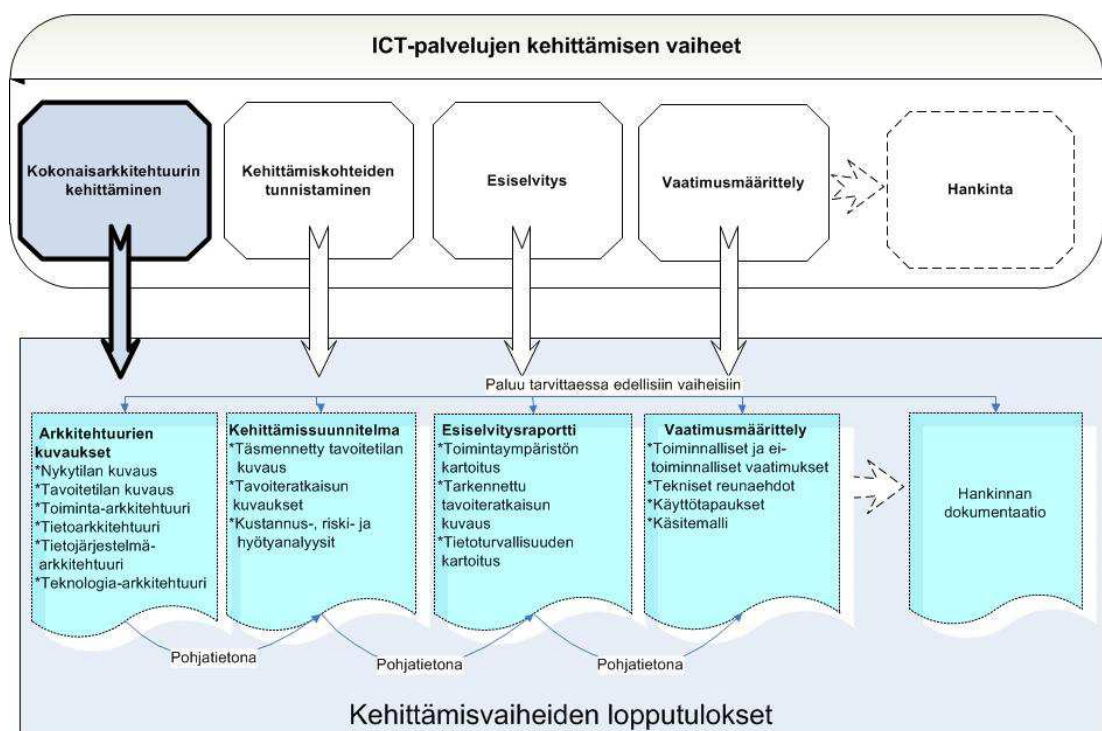 ICT-palvelujen kehittämisen vaiheet
Kokonaisarkkitehtuurin
kehittäminen
Kehittämiskohteiden
tunnistaminen
Esiselvitys
Vaatimusmäärittely
Hankinta
Paluu tarvittaessa edellisiin vaiheisiin
Arkkitehtuurien
kuvaukset
*Nykytilan kuvaus
*Tavoitetilan kuvaus
*Toiminta-arkkitehtuuri
*Tietoarkkitehtuuri
*Tietojärjestelmä-
arkkitehtuuri
*Teknologia-arkkitehtuuri
Kehittämissuunnitelma
*Täsmennetty tavoitetilan
kuvaus
*Tavoiteratkaisun
kuvaukset
*Kustannus-, riski- ja
hyötyanalyysit
Esiselvitysraportti
*Toimintaympäristön
kartoitus
*Tarkennettu
tavoiteratkaisun
kuvaus
*Tietoturvallisuuden
kartoitus
Vaatimusmäärittely
*Toiminnalliset ja ei-
toiminnalliset vaatimukset
*Tekniset reunaehdot
*Käyttötapaukset
*Käsitemalli
Hankinnan
dokumentaatio
Pohjatietona
Pohjatietona
Pohjatietona
Kehittämisvaiheiden lopputulokset